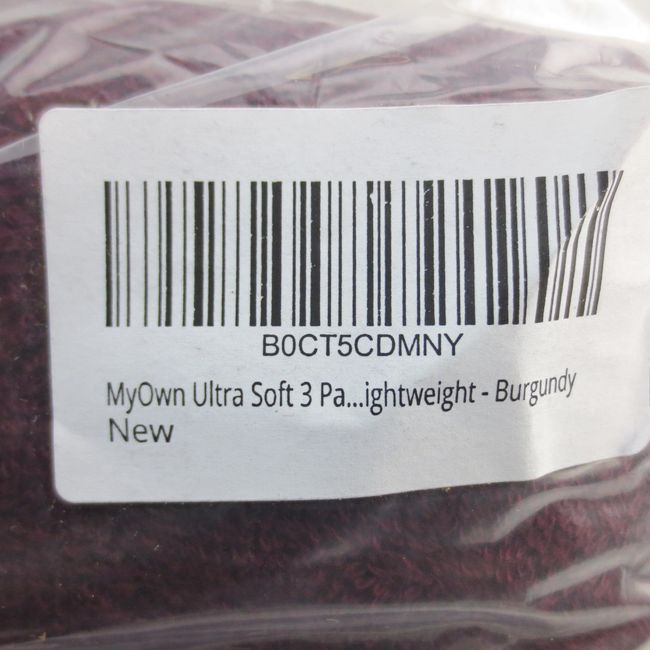 B0CT5CDMNY
MyOwn Ultra Soft 3 Pa...ightweight - Burgundy
New